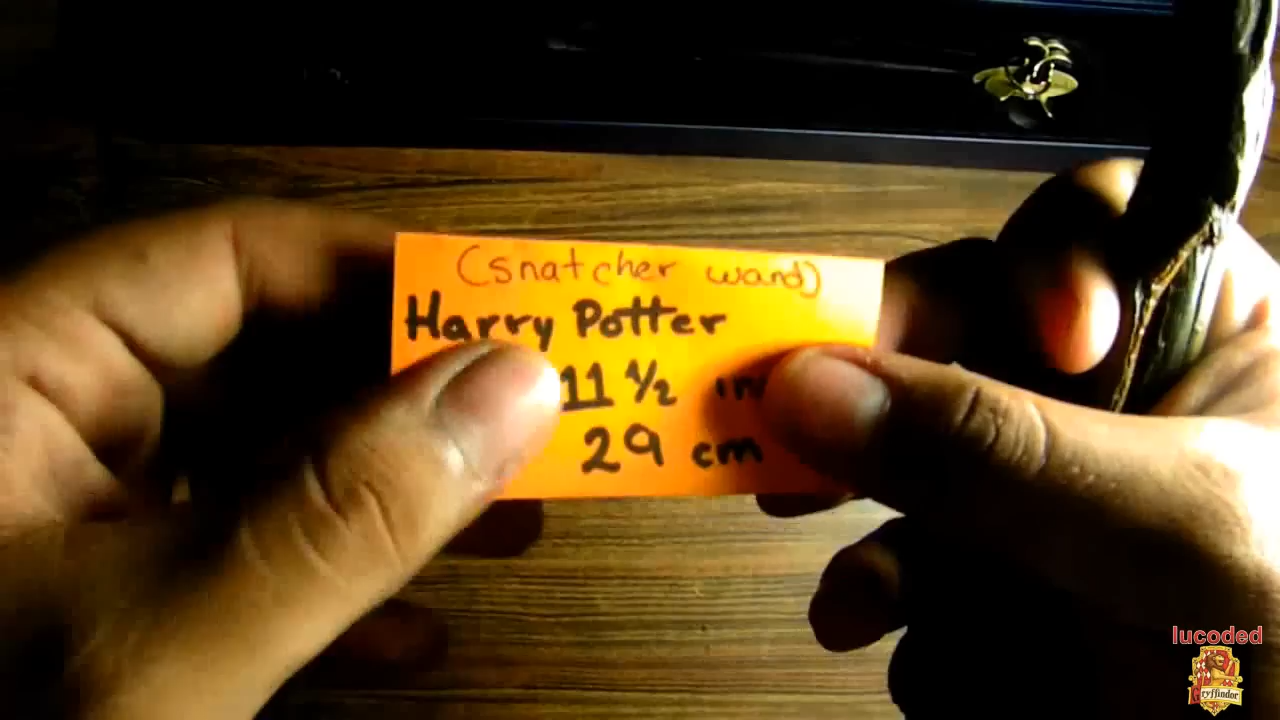 (snatcher wand)
Harry Potter
11 1/2 in
29 cm
lucoded
Gryffindor